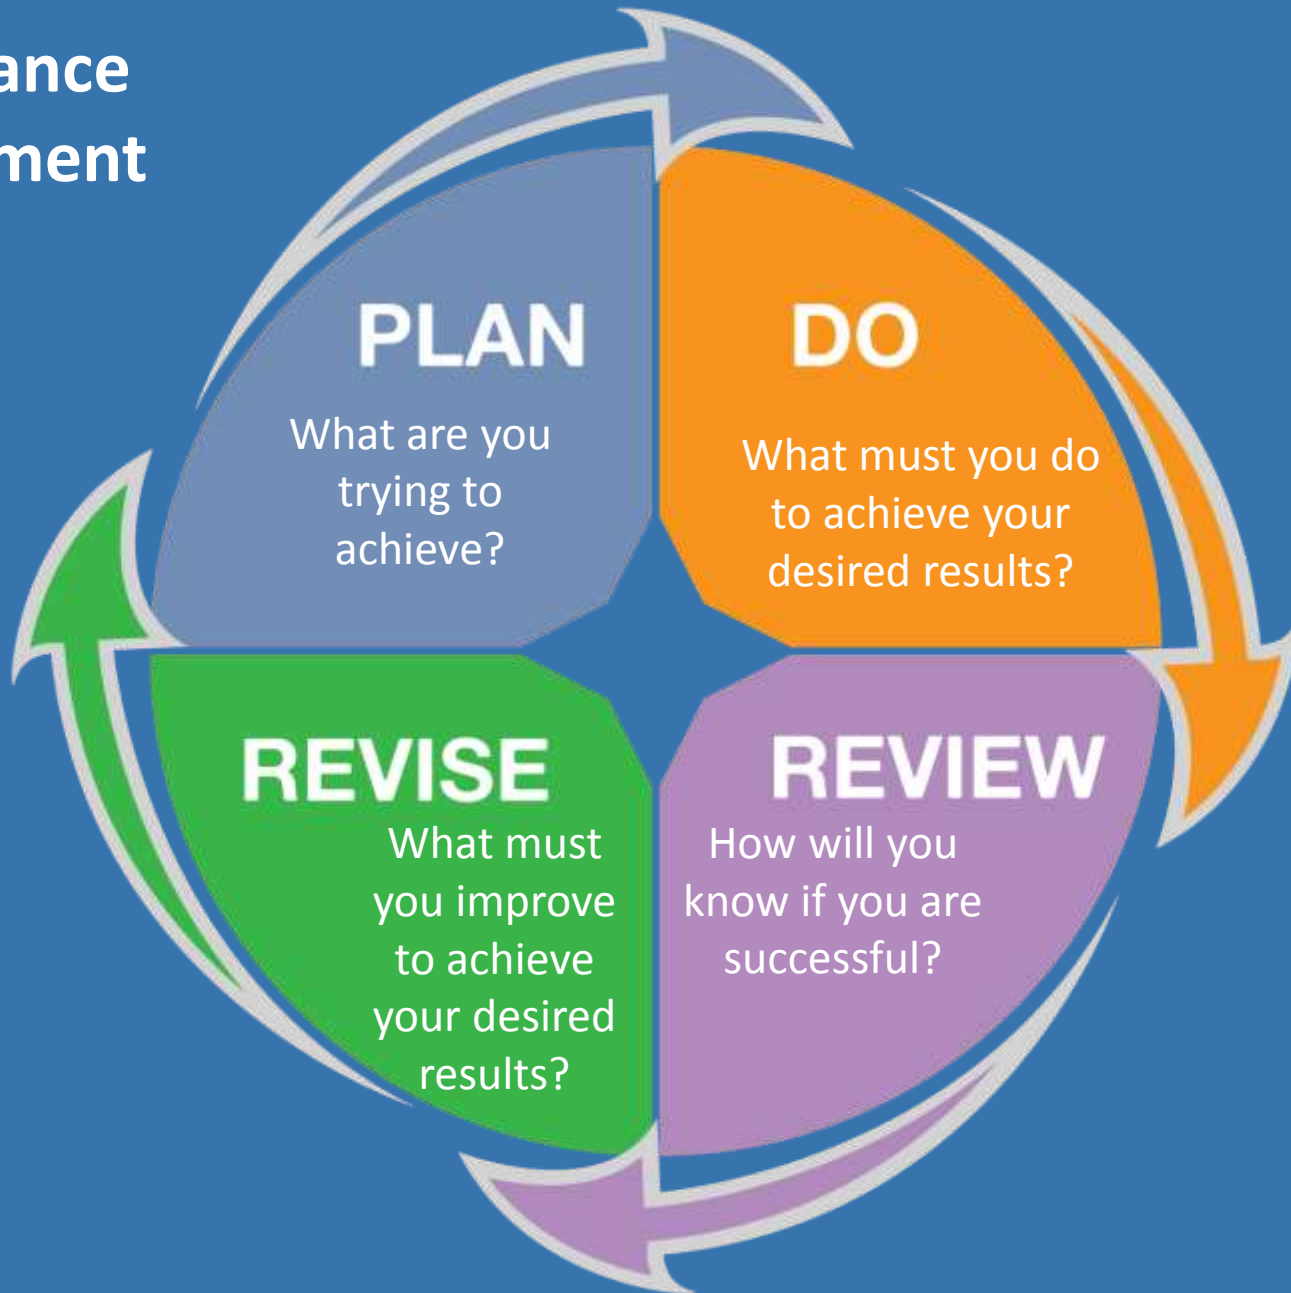 ance
ment
PLAN
What are you
trying to
achieve?
DO
What must you do
to achieve your
desired results?
REVISE
What must
you improve
to achieve
your desired
results?
REVIEW
How will you
know if you are
successful?